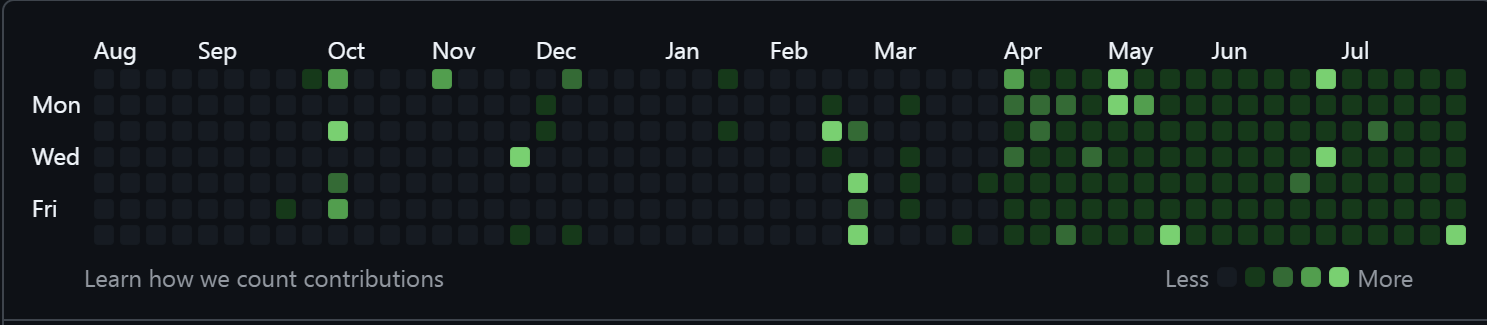 Aug Sep Oct Nov Dec Jan Feb Mar Apr May Jun Jul
Mon
Wed
Fri
Learn how we count contributions Less More